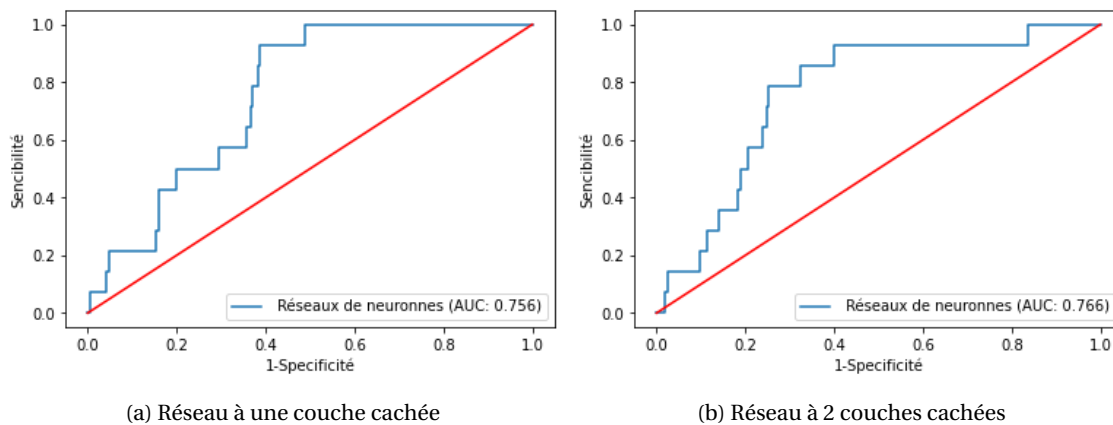 1.0
0.8
0.6
0.4
0.2
0.0
Sencibilité
0.0 0.2 0.4 0.6 0.8 1.0
1-Specificité
Réseaux de neuronnes (AUC: 0.756)
(a) Réseau à une couche cachée
1.0
0.8
0.6
0.4
0.2
0.0
Sencibilité
0.0 0.2 0.4 0.6 0.8 1.0
1-Specificité
Réseaux de neuronnes (AUC: 0.766)
(b) Réseau à 2 couches cachées